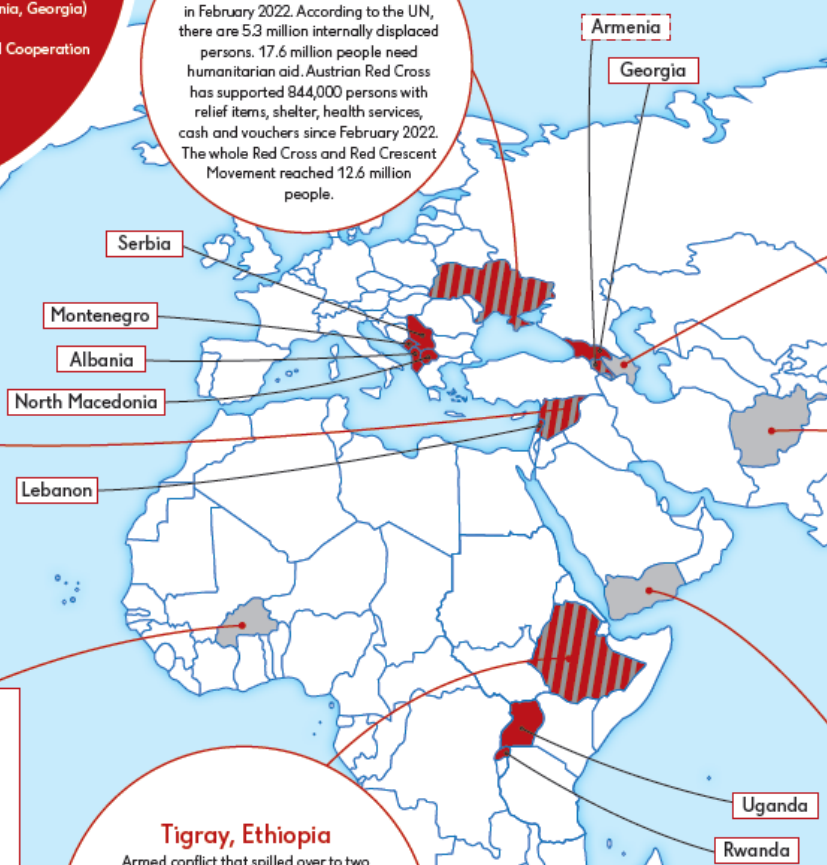 nia, Georgia)
l Cooperation
in February 2022. According to the UN,
there are 5.3 million internally displaced
persons. 17.6 million people need
humanitarian aid. Austrian Red Cross
has supported 844,000 persons with
relief items, shelter, health services,
cash and vouchers since February 2022.
The whole Red Cross and Red Crescent
Movement reached 12.6 million
people.
Armenia
Georgia
Serbia
Montenegro
Albania
North Macedonia
Lebanon
Uganda
Rwanda
Tigray, Ethiopia
Armed conflict that spilled over to two